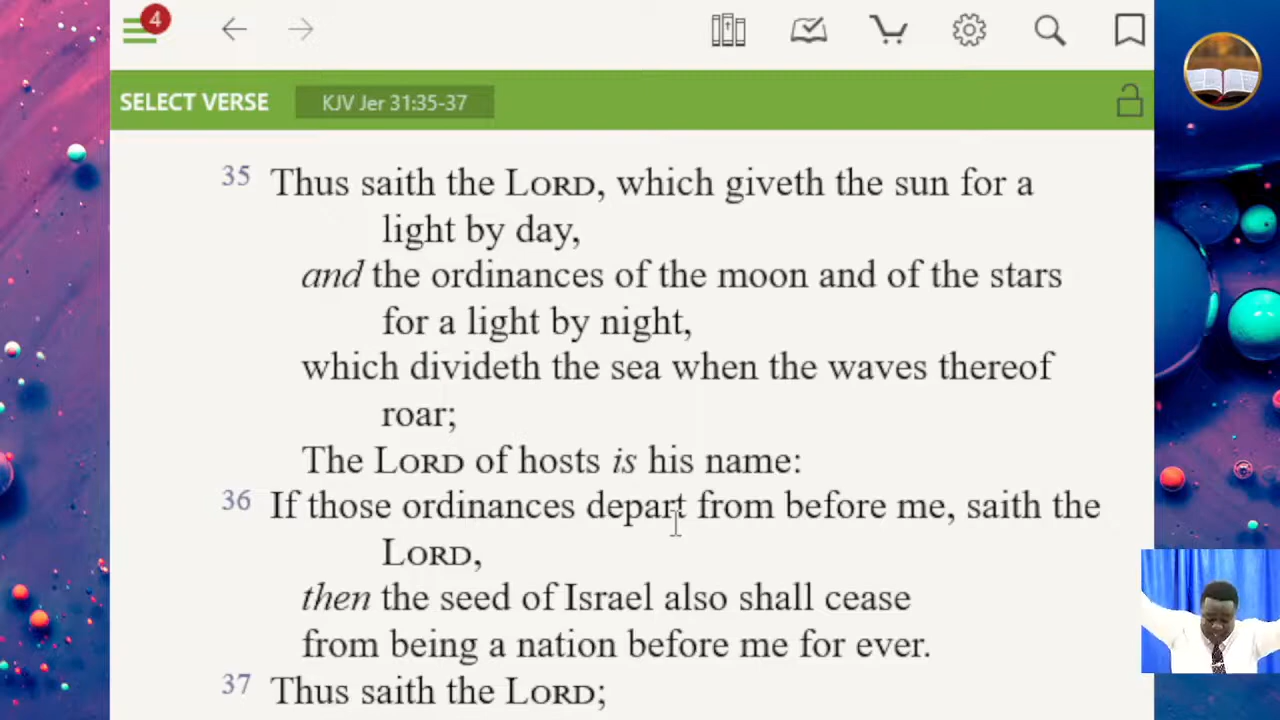 4
SELECT VERSE KJV Jer 31:35-37
35 Thus saith the LORD, which giveth the sun for a
light by day,
and the ordinances of the moon and of the stars
for a light by night,
which divideth the sea when the waves thereof
roar;
The LORD of hosts is his name:
36 If those ordinances depart from before me, saith the
LORD,
then the seed of Israel also shall cease
from being a nation before me for ever.
37 Thus saith the LORD;